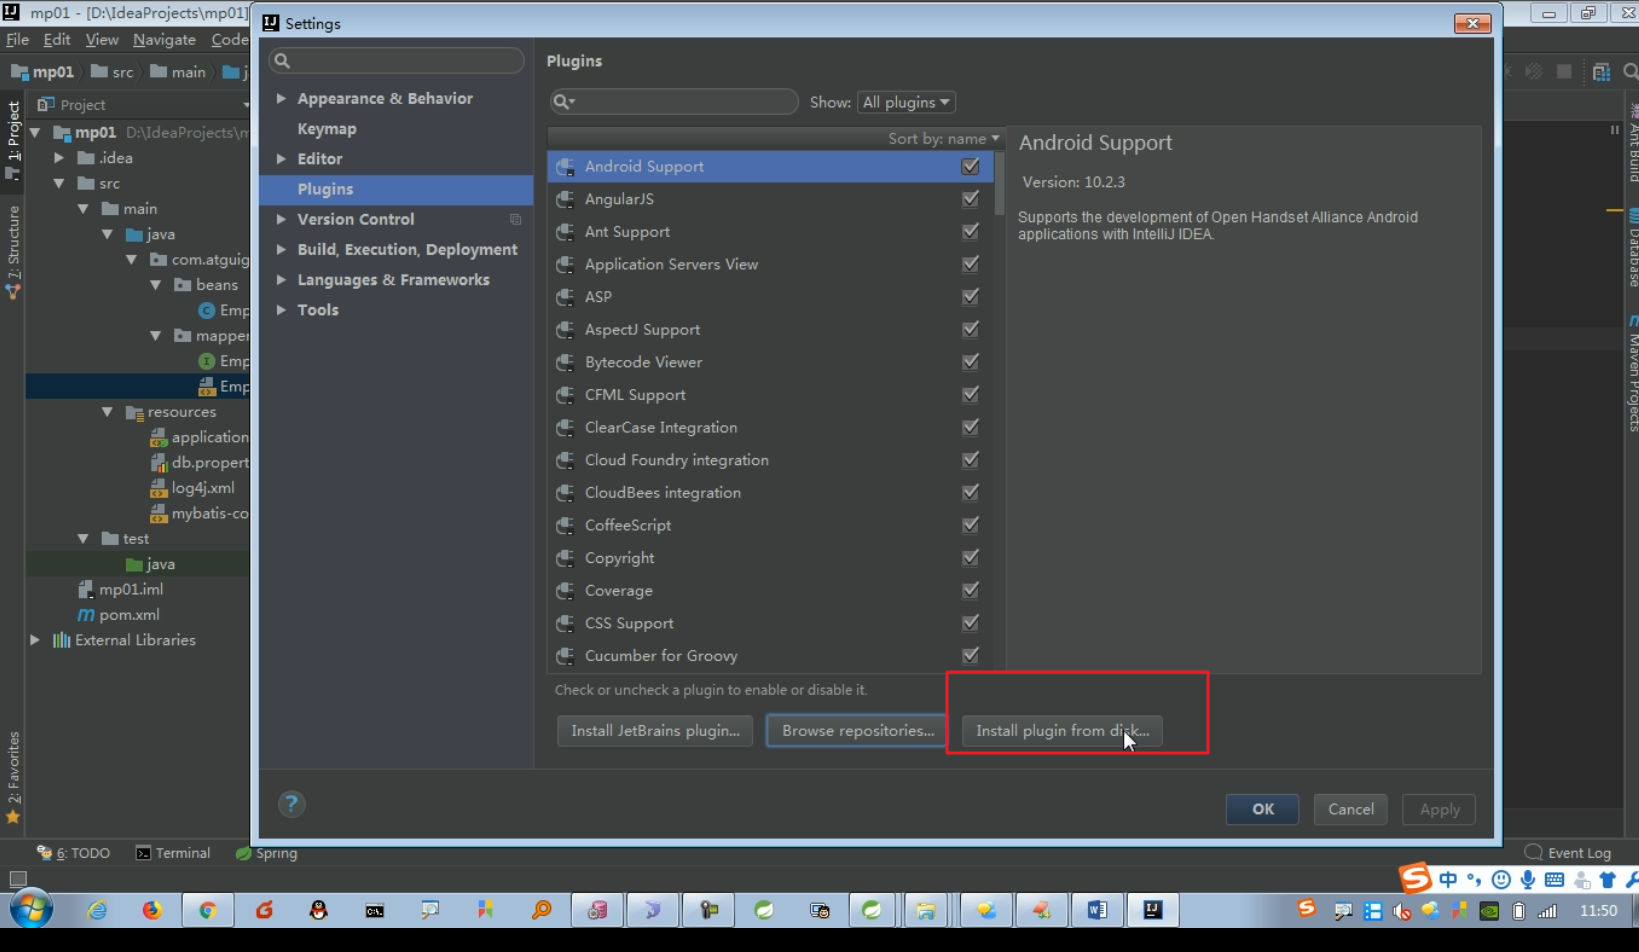 mp01 - [D:\IdeaProjects\mp01]
Settings
File Edit View Navigate Code
mp01 src main
Project
mp01 D:\IdeaProjects\m
.idea
src
main
java
com.atguig
beans
Emp
mapper
Emp
Emp
resources
application
db.propert
log4j.xml
mybatis-co
test
java
mp01.iml
pom.xml
External Libraries
1: Project
7: Structure
2: Favorites
Appearance & Behavior
Keymap
Editor
Plugins
Version Control
Build, Execution, Deployment
Languages & Frameworks
Tools
Plugins
Show: All plugins
Sort by: name
Android Support
AngularJS
Ant Support
Application Servers View
ASP
AspectJ Support
Bytecode Viewer
CFML Support
ClearCase Integration
Cloud Foundry integration
CloudBees integration
CoffeeScript
Copyright
Coverage
CSS Support
Cucumber for Groovy
Android Support
Version: 10.2.3
Supports the development of Open Handset Alliance Android
applications with IntelliJ IDEA.
Check or uncheck a plugin to enable or disable it.
Install JetBrains plugin... Browse repositories... Install plugin from disk...
OK Cancel Apply
Ant Build
Database
Maven Projects
6: TODO Terminal Spring Event Log
中
11:50